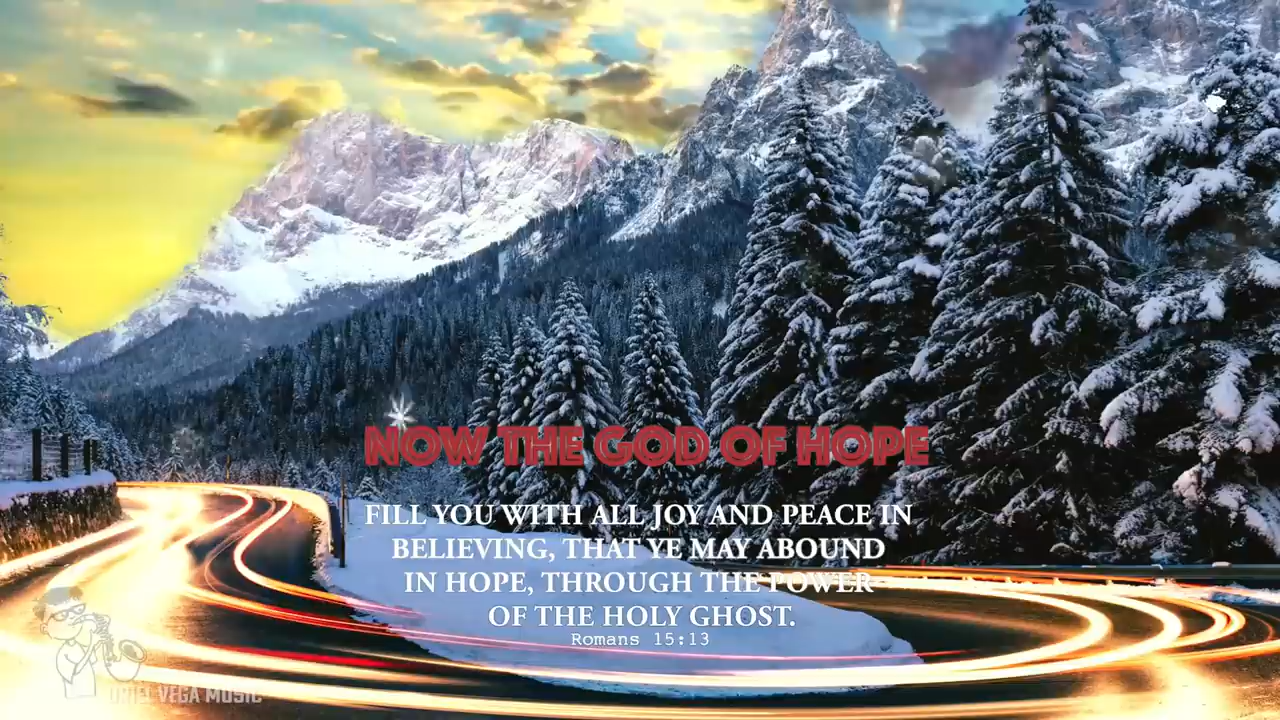 NOW THE GOD OF HOPE
FILL YOU WITH ALL JOY AND PEACE IN
BELIEVING, THAT YE MAY ABOUND
IN HOPE, THROUGH THE POWER
OF THE HOLY GHOST.
Romans 15:13
VEGA MUSIC